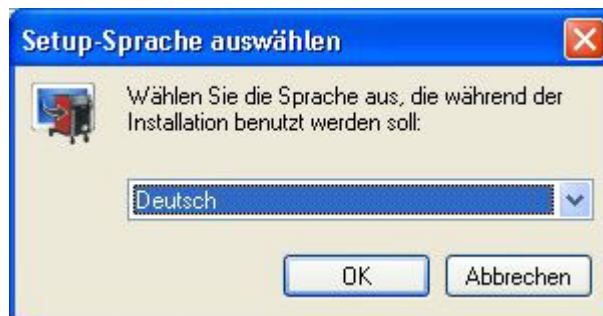 Setup-Sprache auswählen
Wählen Sie die Sprache aus, die während der
Installation benutzt werden soll:
Deutsch
OK Abbrechen